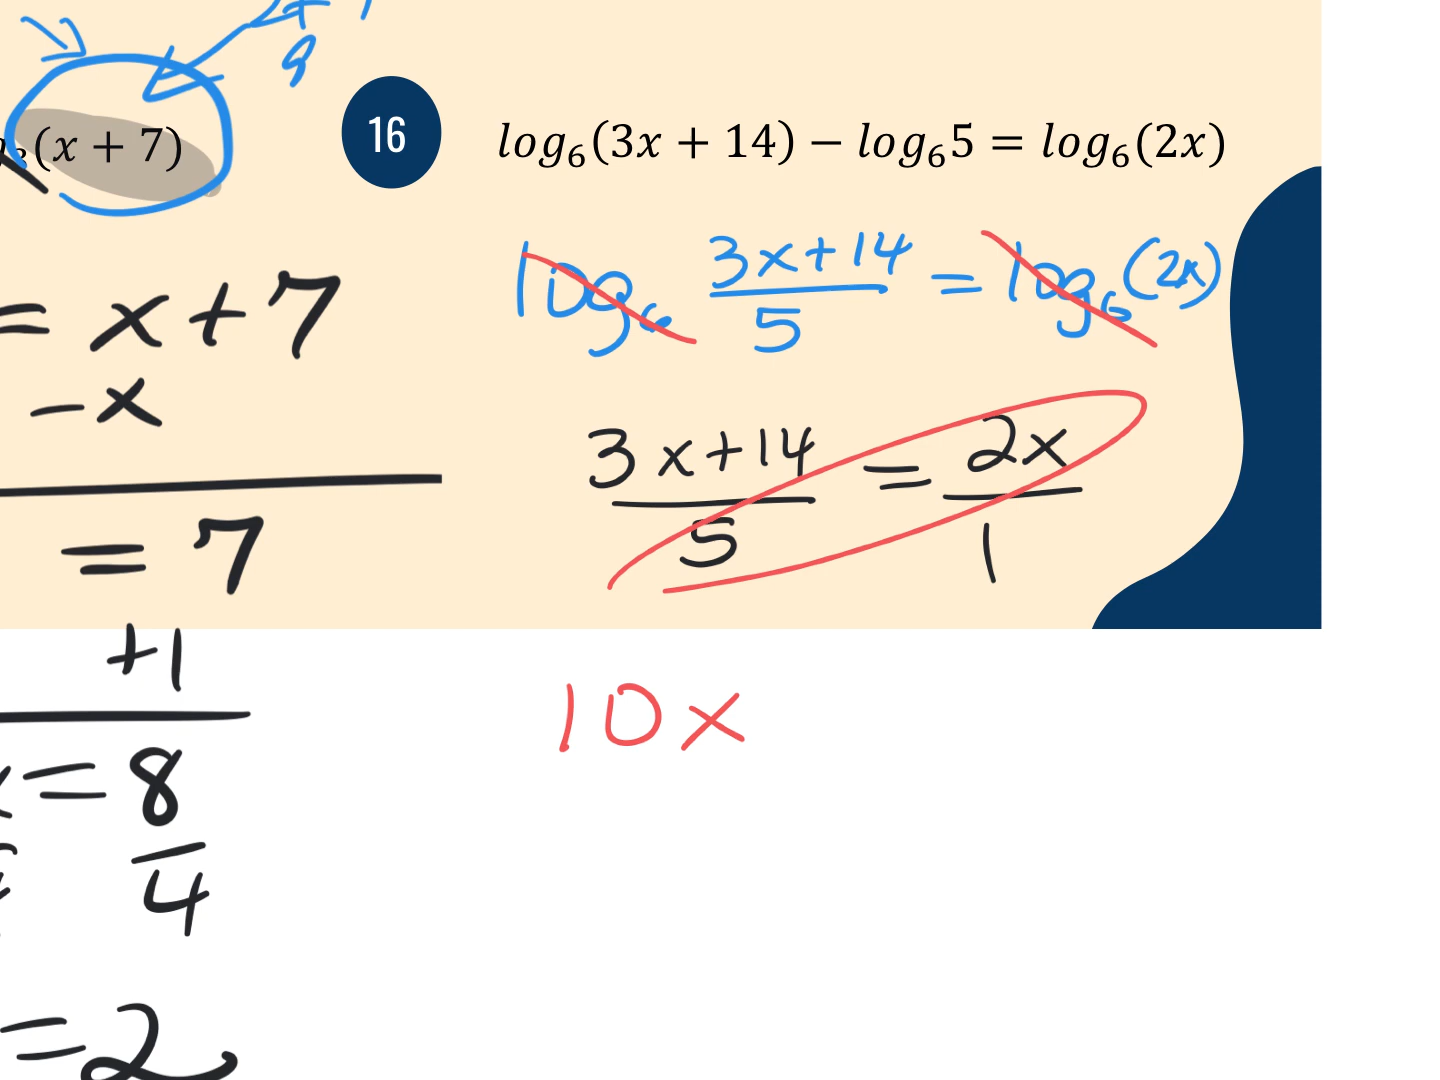 9
(x + 7)
= x + 7
- x
= 7
+1
= 8
4
= 2
16
log₆(3x + 14) − log₆5 = log₆(2x)
log₆ 3x+14 = log₆ (2x)
5
3x+14 = 2x
5 1
10x